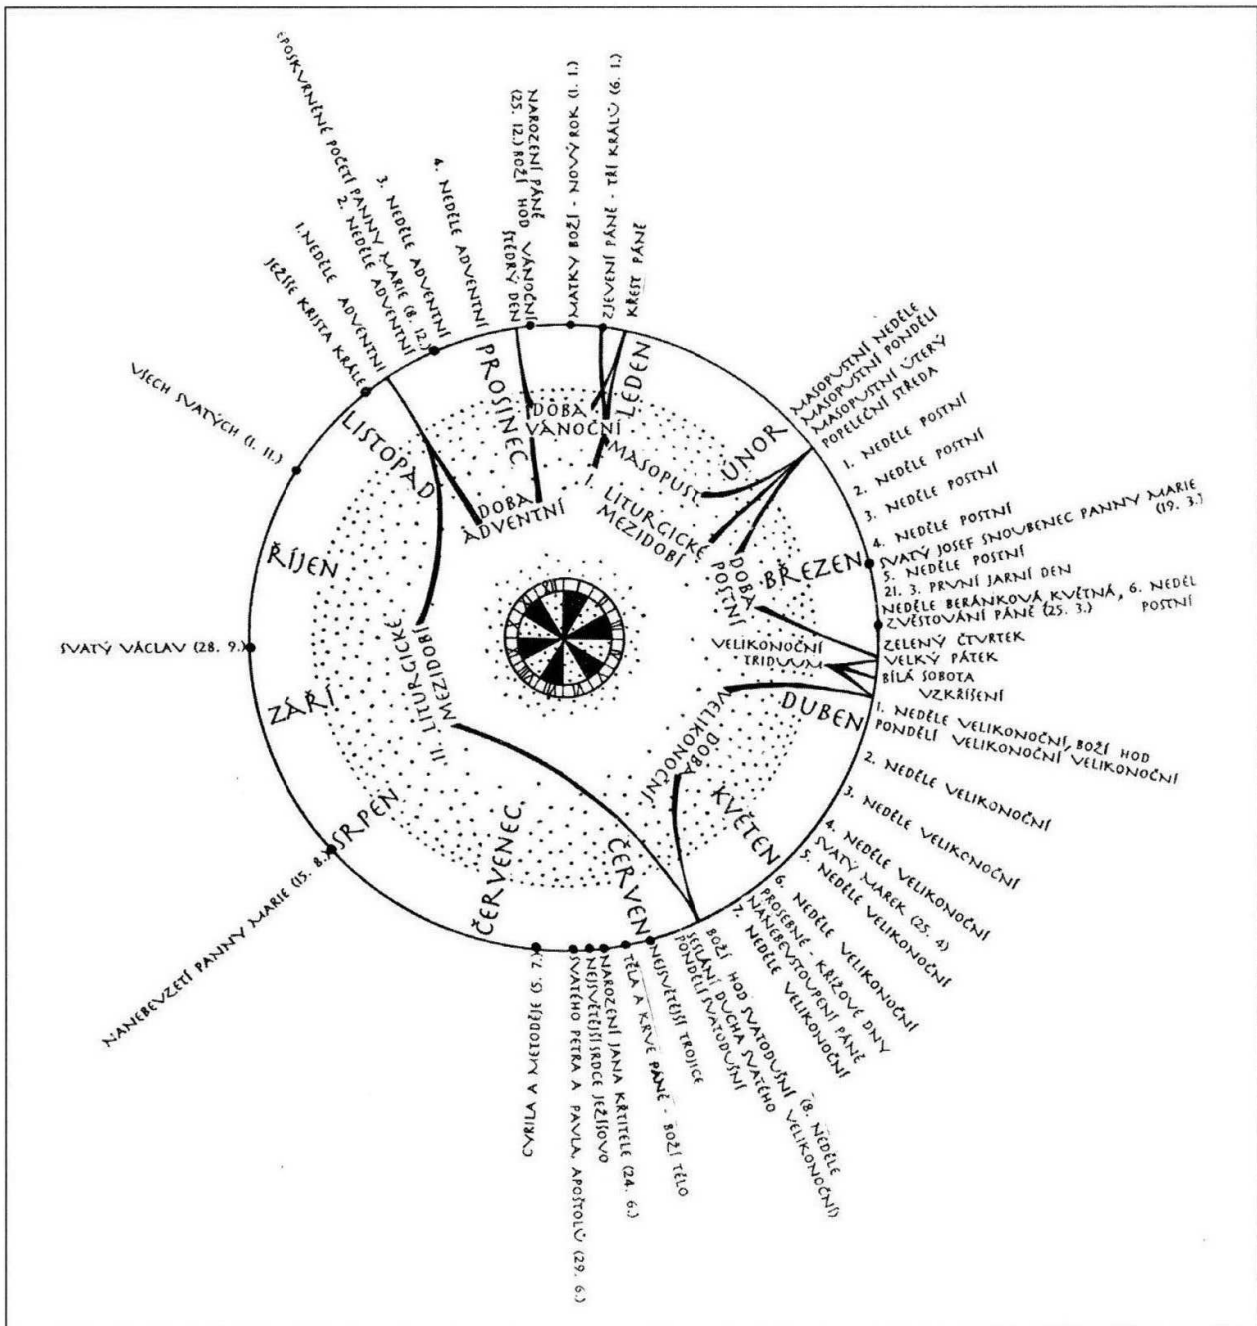 EPOSKVRNĚNÉ POČETÍ PANNY MARIE (8. 12.)
JEŽÍŠE KRISTA KRÁLE
1. NEDĚLE ADVENTNÍ
2. NEDĚLE ADVENTNÍ
3. NEDĚLE ADVENTNÍ
4. NEDĚLE ADVENTNÍ
ŠTĚDRÝ DEN
(25. 12.) BOŽÍ HOD VÁNOČNÍ
NAROZENÍ PÁNĚ
MATKY BOŽÍ - NOVÝ ROK (1. 1.)
ZJEVENÍ PÁNĚ - TŘÍ KRÁLŮ (6. 1.)
KŘEST PÁNĚ
MASOPUSTNÍ NEDĚLE
MASOPUSTNÍ PONDĚLÍ
MASOPUSTNÍ ÚTERÝ
POPELEČNÍ STŘEDA
1. NEDĚLE POSTNÍ
2. NEDĚLE POSTNÍ
3. NEDĚLE POSTNÍ
4. NEDĚLE POSTNÍ
SVATÝ JOSEF SNOUBENEC PANNY MARIE
(19. 3.)
5. NEDĚLE POSTNÍ
21. 3. PRVNÍ JARNÍ DEN
NEDĚLE BERÁNKOVÁ, KVĚTNÁ, 6. NEDĚL
POSTNÍ
ZVĚSTOVÁNÍ PÁNĚ (25. 3.)
ZELENÝ ČTVRTEK
VELKÝ PÁTEK
BÍLÁ SOBOTA
VZKŘÍŠENÍ
1. NEDĚLE VELIKONOČNÍ, BOŽÍ HOD
PONDĚLÍ VELIKONOČNÍ VELIKONOČNÍ
2. NEDĚLE VELIKONOČNÍ
3. NEDĚLE VELIKONOČNÍ
4. NEDĚLE VELIKONOČNÍ
SVATÝ MAREK (25. 4)
5. NEDĚLE VELIKONOČNÍ
6. NEDĚLE VELIKONOČNÍ
PROSEBNÉ - KŘÍŽOVÉ DNY
NANEBEVSTOUPENÍ PÁNĚ
7. NEDĚLE VELIKONOČNÍ
BOŽÍ HOD SVATODUŠNÍ (8. NEDĚLE
SESLÁNÍ DUCHA SVATÉHO VELIKONOČNÍ)
PONDĚLÍ SVATODUŠNÍ
NEJSVĚTĚJŠÍ TROJICE
TĚLA A KRVE PÁNĚ - BOŽÍ TĚLO
NAROZENÍ JANA KŘTITELE (24. 6.)
NEJSVĚTĚJŠÍ SRDCE JEŽÍŠOVO
SVATÉHO PETRA A PAVLA, APOŠTOLŮ (29. 6.)
CYRILA A METODĚJE (5. 7.)
NANEBEVZETÍ PANNY MARIE (15. 8.)
SVATÝ VÁCLAV (28. 9.)
VŠECH SVATÝCH (1. 11.)
LEDEN
ÚNOR
BŘEZEN
DUBEN
KVĚTEN
ČERVEN
ČERVENEC
SRPEN
ZÁŘÍ
ŘÍJEN
LISTOPAD
PROSINEC
DOBA
ADVENTNÍ
DOBA
VÁNOČNÍ
MASOPUST
I. LITURGICKÉ
MEZIDOBÍ
DOBA
POSTNÍ
VELIKONOČNÍ
TRIDUUM
DOBA
VELIKONOČNÍ
II. LITURGICKÉ
MEZIDOBÍ